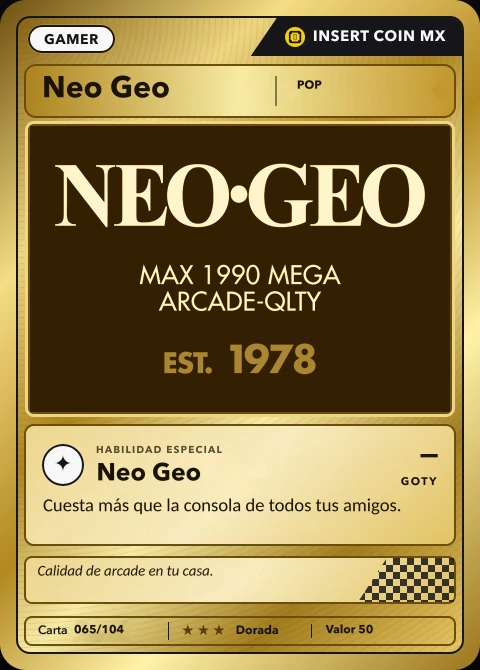 GAMER
INSERT COIN MX
Neo Geo
POP
NEO•GEO
MAX 1990 MEGA
ARCADE-QLTY
EST. 1978
HABILIDAD ESPECIAL
Neo Geo
—
GOTY
Cuesta más que la consola de todos tus amigos.
Calidad de arcade en tu casa.
Carta 065/104 ★★★ Dorada Valor 50